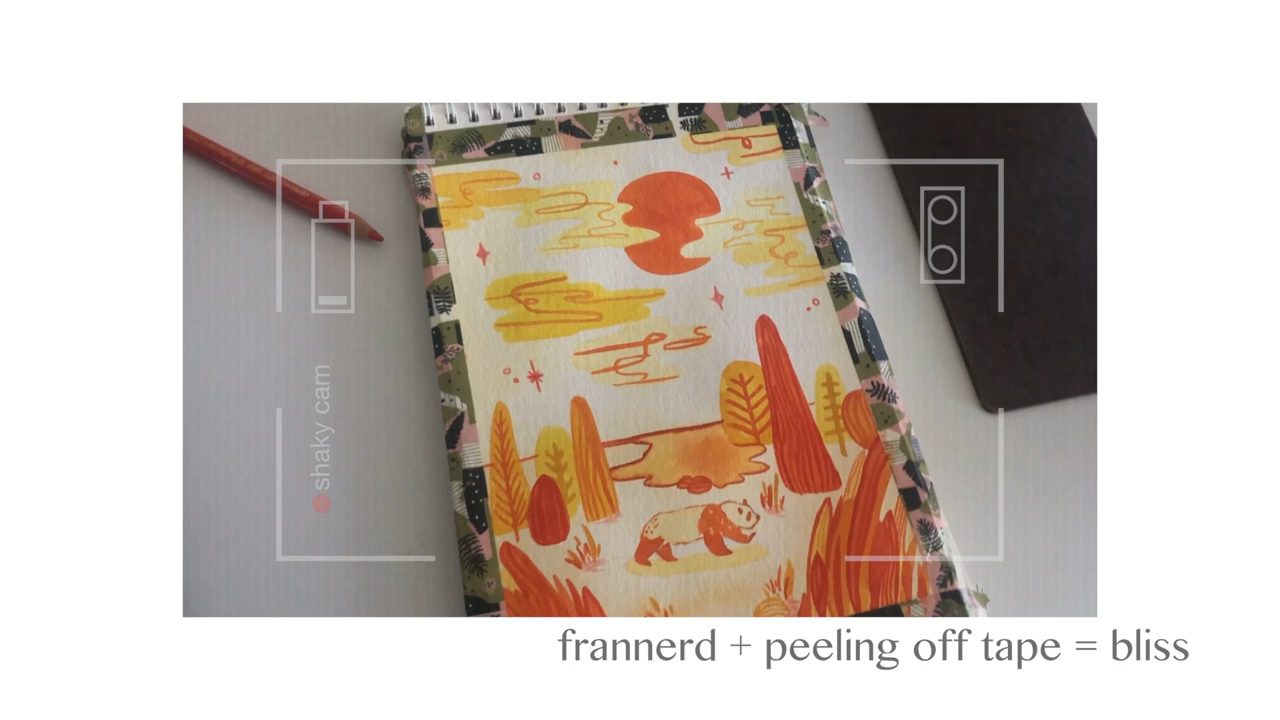 shaky cam
frannerd + peeling off tape = bliss